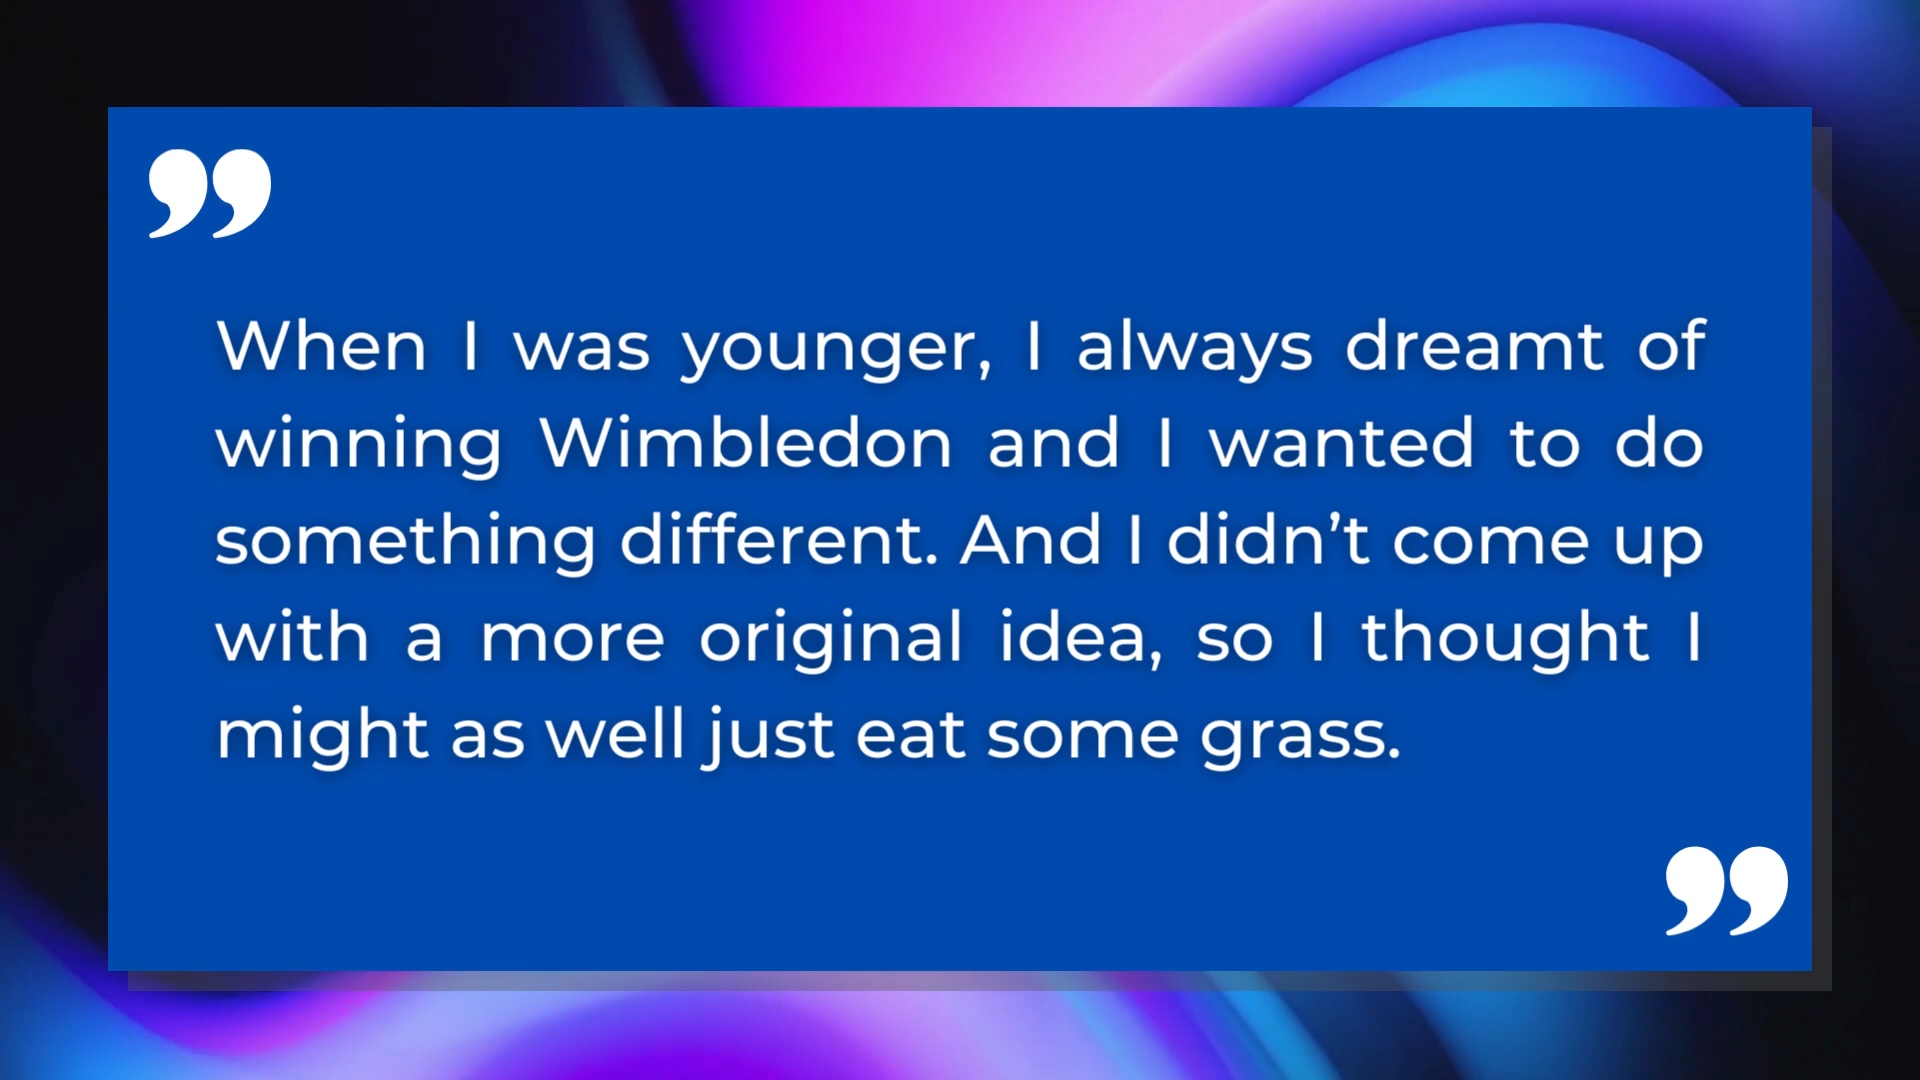 ”
When I was younger, I always dreamt of
winning Wimbledon and I wanted to do
something different. And I didn’t come up
with a more original idea, so I thought I
might as well just eat some grass.
”